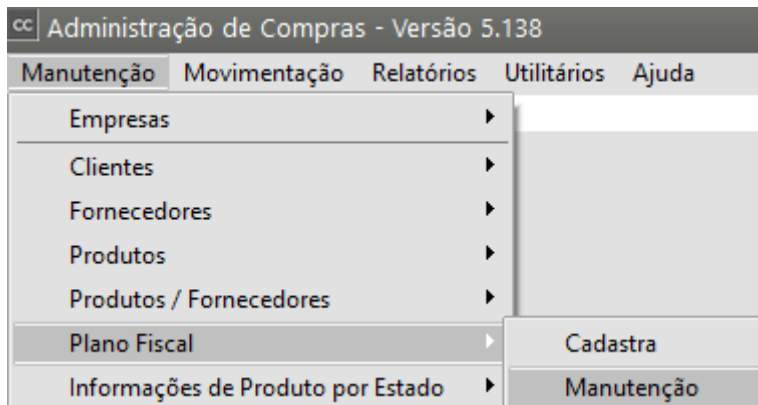 cc Administração de Compras - Versão 5.138
Manutenção Movimentação Relatórios Utilitários Ajuda
Empresas
Clientes
Fornecedores
Produtos
Produtos / Fornecedores
Plano Fiscal
Cadastra
Informações de Produto por Estado
Manutenção